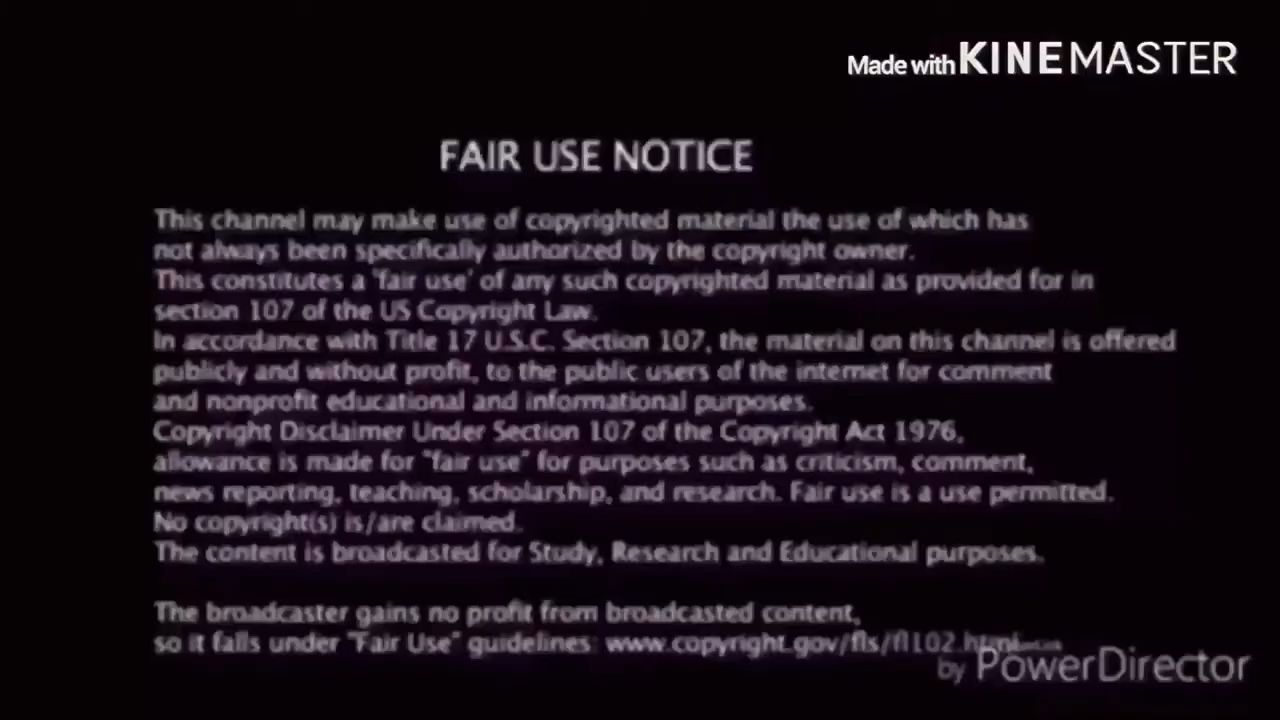 Made with KINEMASTER
FAIR USE NOTICE
This channel may make use of copyrighted material the use of which has
not always been specifically authorized by the copyright owner.
This constitutes a 'fair use' of any such copyrighted material as provided for in
section 107 of the US Copyright Law.
In accordance with Title 17 U.S.C. Section 107, the material on this channel is offered
publicly and without profit, to the public users of the internet for comment
and nonprofit educational and informational purposes.
Copyright Disclaimer Under Section 107 of the Copyright Act 1976,
allowance is made for "fair use" for purposes such as criticism, comment,
news reporting, teaching, scholarship, and research. Fair use is a use permitted.
No copyright(s) is/are claimed.
The content is broadcasted for Study, Research and Educational purposes.
The broadcaster gains no profit from broadcasted content,
so it falls under "Fair Use" guidelines: www.copyright.gov/fls/fl102.html
by PowerDirector